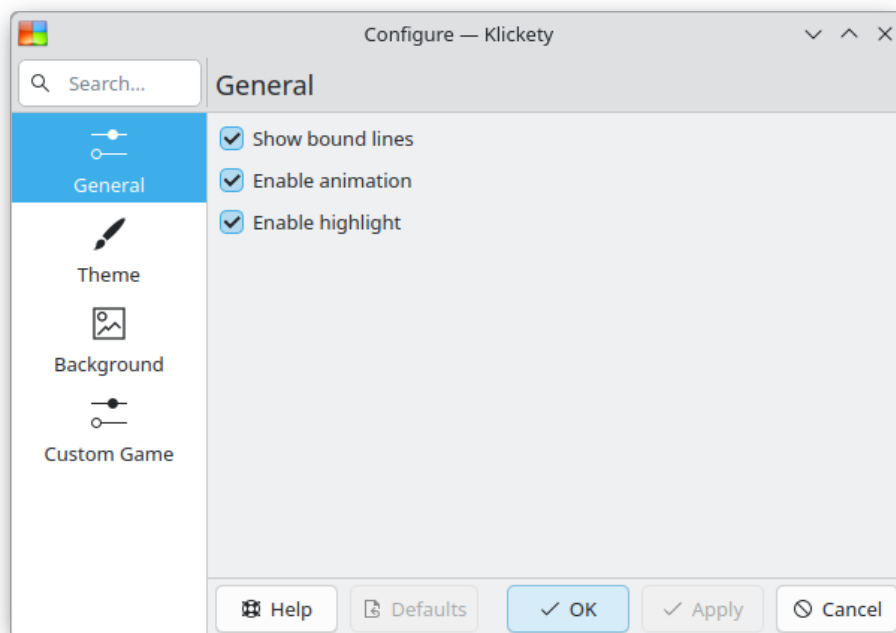 Configure — Klickety
Search...
General
General
Show bound lines
Enable animation
Enable highlight
Theme
Background
Custom Game
Help
Defaults
OK
Apply
Cancel